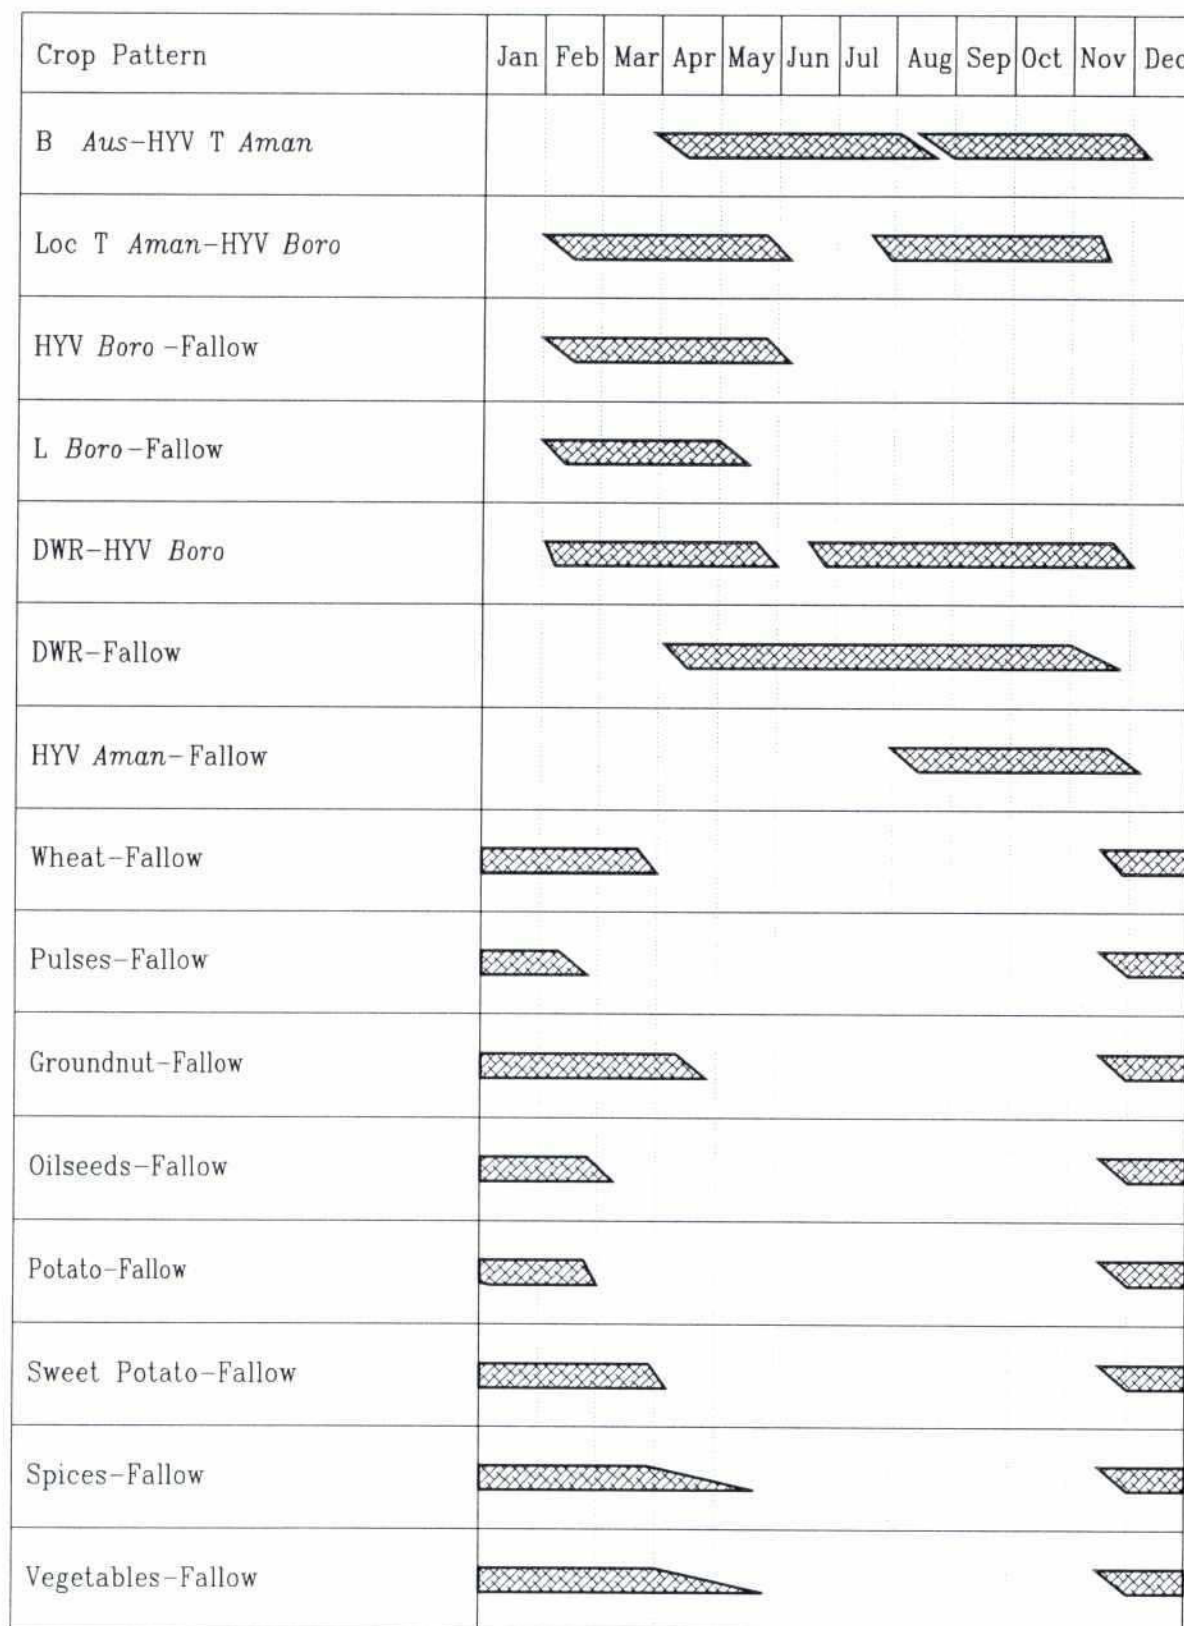 Crop Pattern Jan Feb Mar Apr May Jun Jul Aug Sep Oct Nov Dec
B Aus-HYV T Aman
Loc T Aman-HYV Boro
HYV Boro -Fallow
L Boro-Fallow
DWR-HYV Boro
DWR-Fallow
HYV Aman-Fallow
Wheat-Fallow
Pulses-Fallow
Groundnut-Fallow
Oilseeds-Fallow
Potato-Fallow
Sweet Potato-Fallow
Spices-Fallow
Vegetables-Fallow